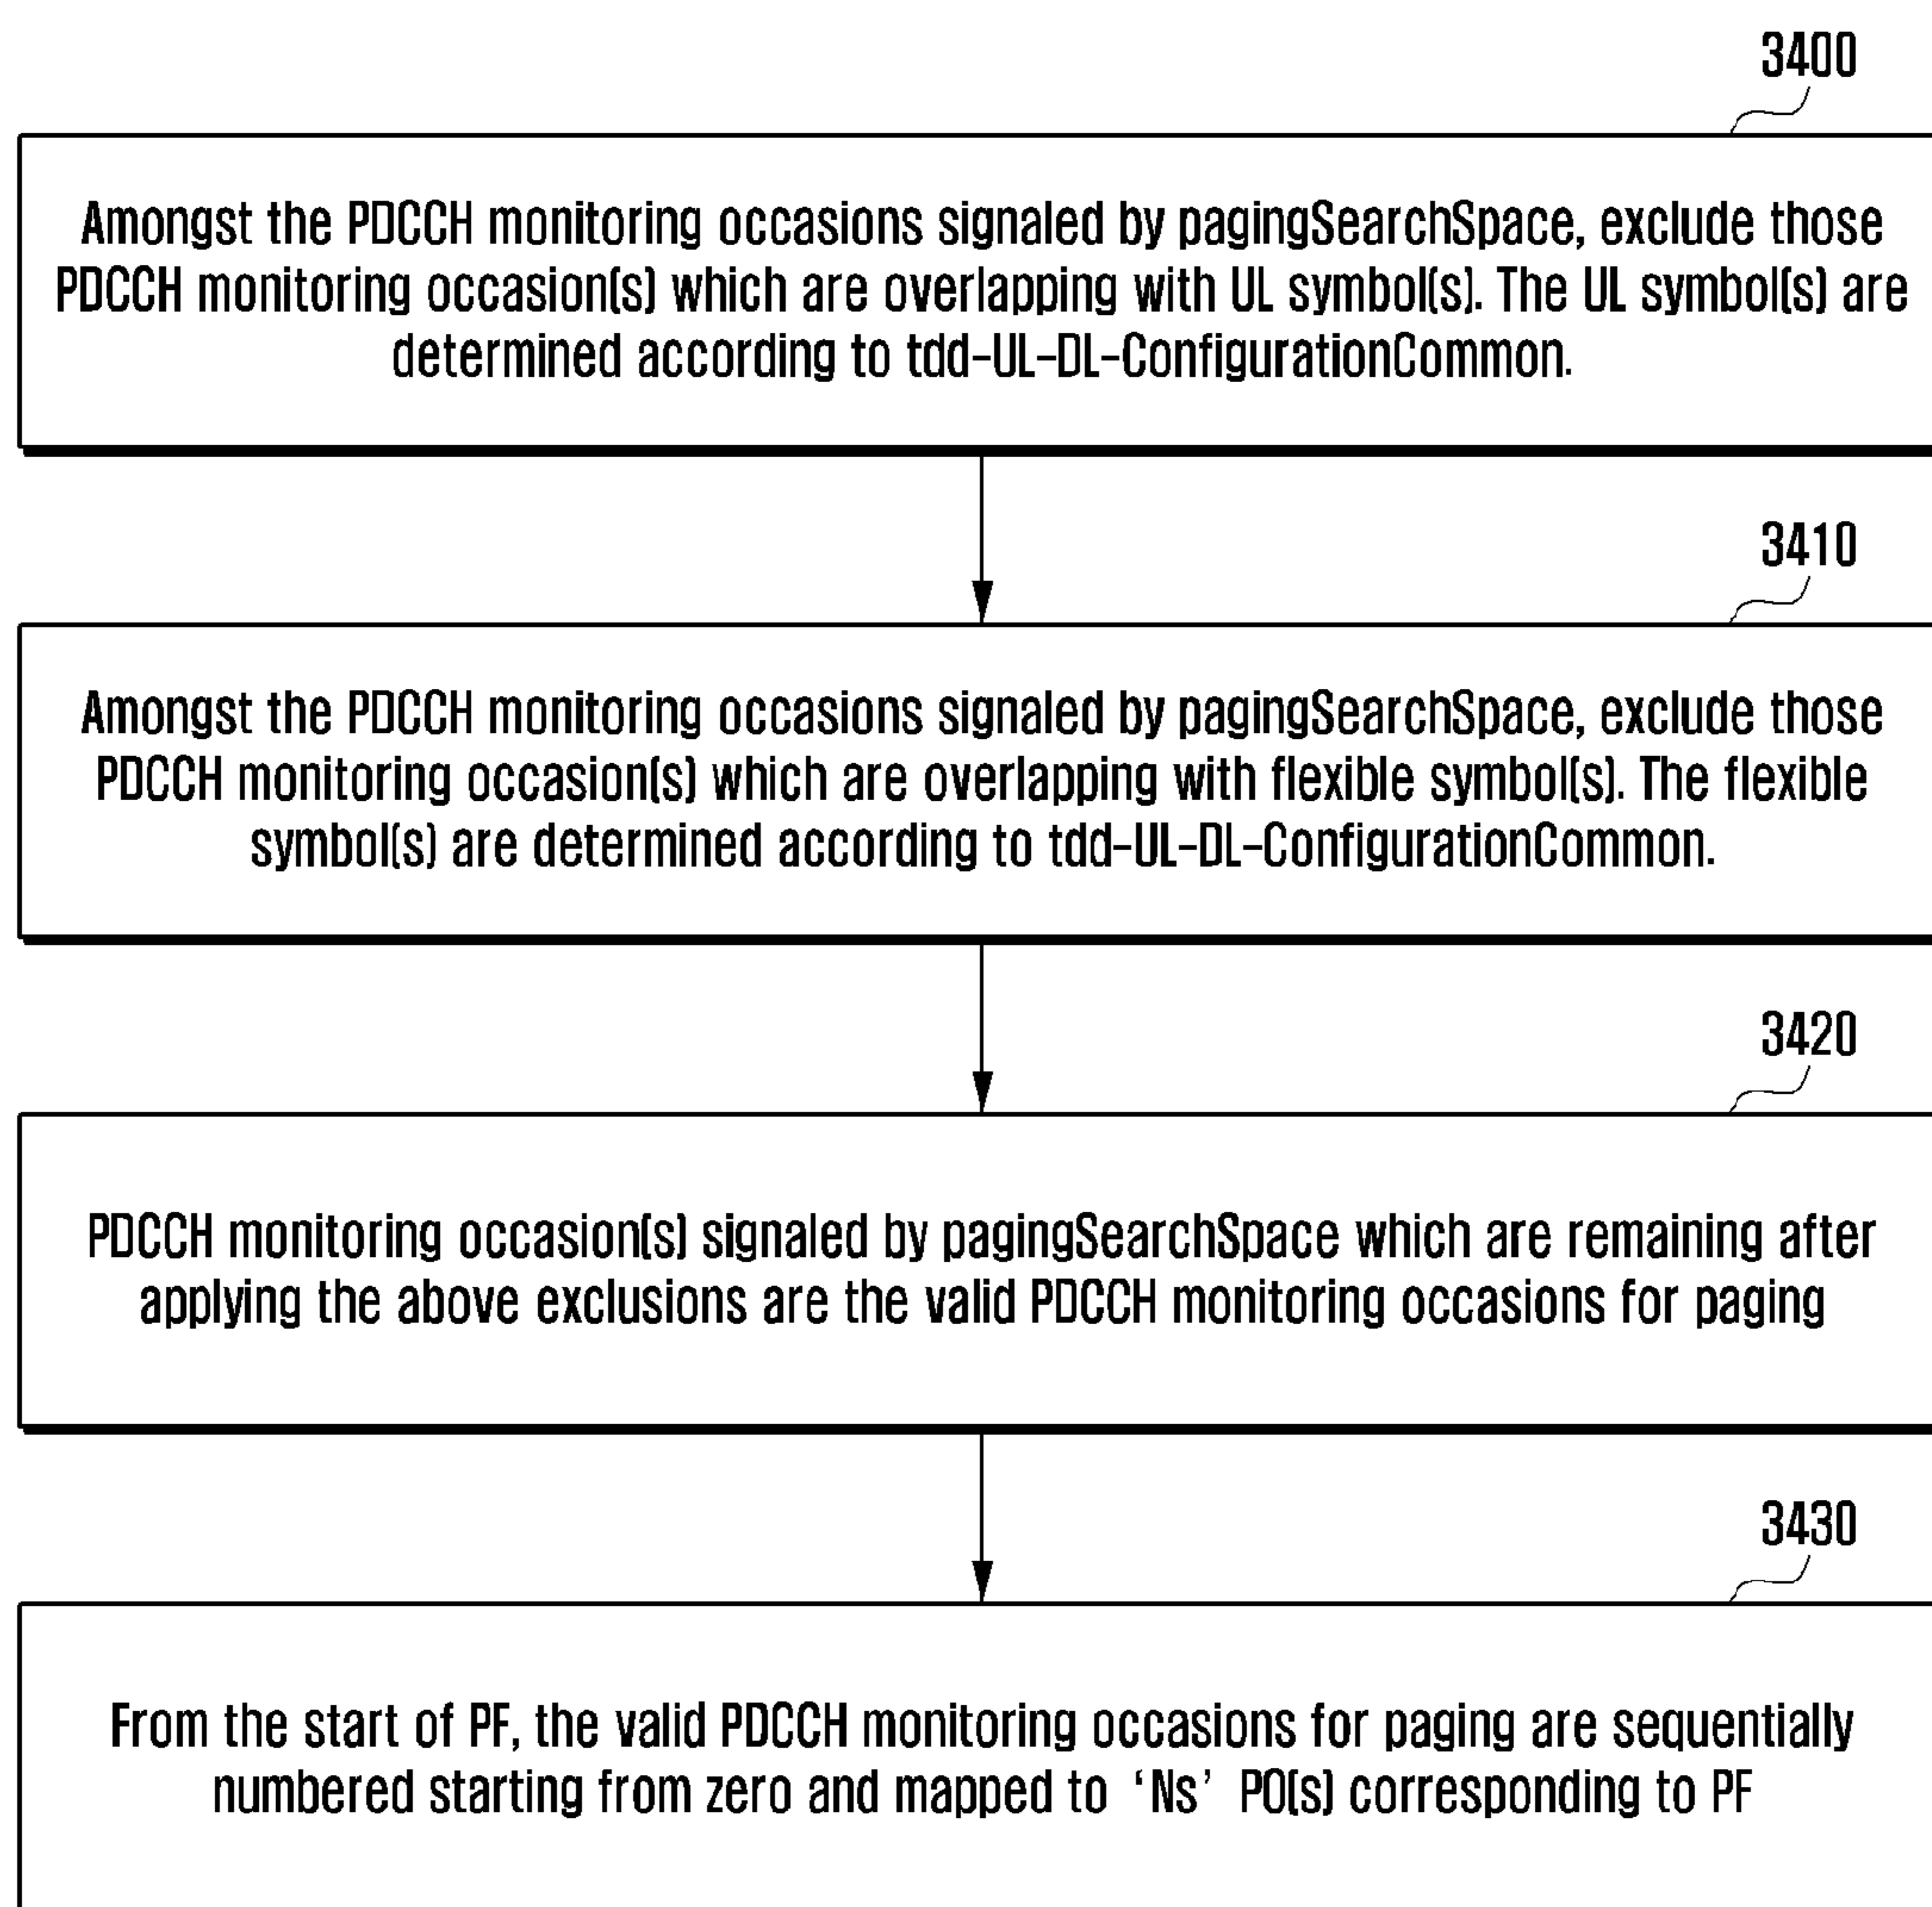 3400
Amongst the PDCCH monitoring occasions signaled by pagingSearchSpace, exclude those
PDCCH monitoring occasion(s) which are overlapping with UL symbol(s). The UL symbol(s) are
determined according to tdd-UL-DL-ConfigurationCommon.
3410
Amongst the PDCCH monitoring occasions signaled by pagingSearchSpace, exclude those
PDCCH monitoring occasion(s) which are overlapping with flexible symbol(s). The flexible
symbol(s) are determined according to tdd-UL-DL-ConfigurationCommon.
3420
PDCCH monitoring occasion(s) signaled by pagingSearchSpace which are remaining after
applying the above exclusions are the valid PDCCH monitoring occasions for paging
3430
From the start of PF, the valid PDCCH monitoring occasions for paging are sequentially
numbered starting from zero and mapped to ‘Ns’ PO(s) corresponding to PF